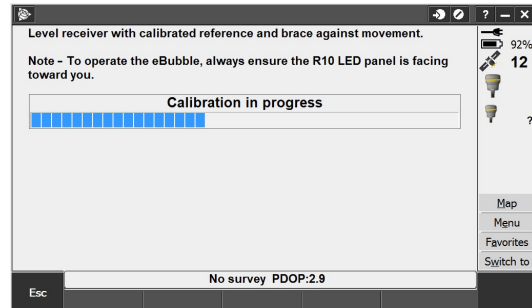 Level receiver with calibrated reference and brace against movement.
Note - To operate the eBubble, always ensure the R10 LED panel is facing
toward you.
Calibration in progress
92%
12
?
Map
Menu
Favorites
Switch to
No survey PDOP:2.9
Esc